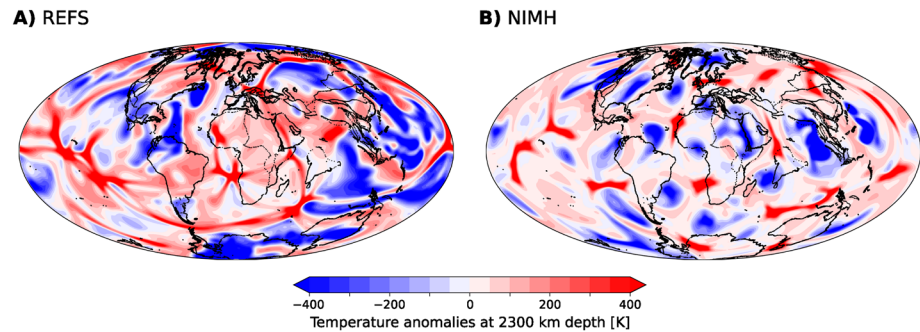 A) REFS
B) NIMH
−400 −200 0 200 400
Temperature anomalies at 2300 km depth [K]